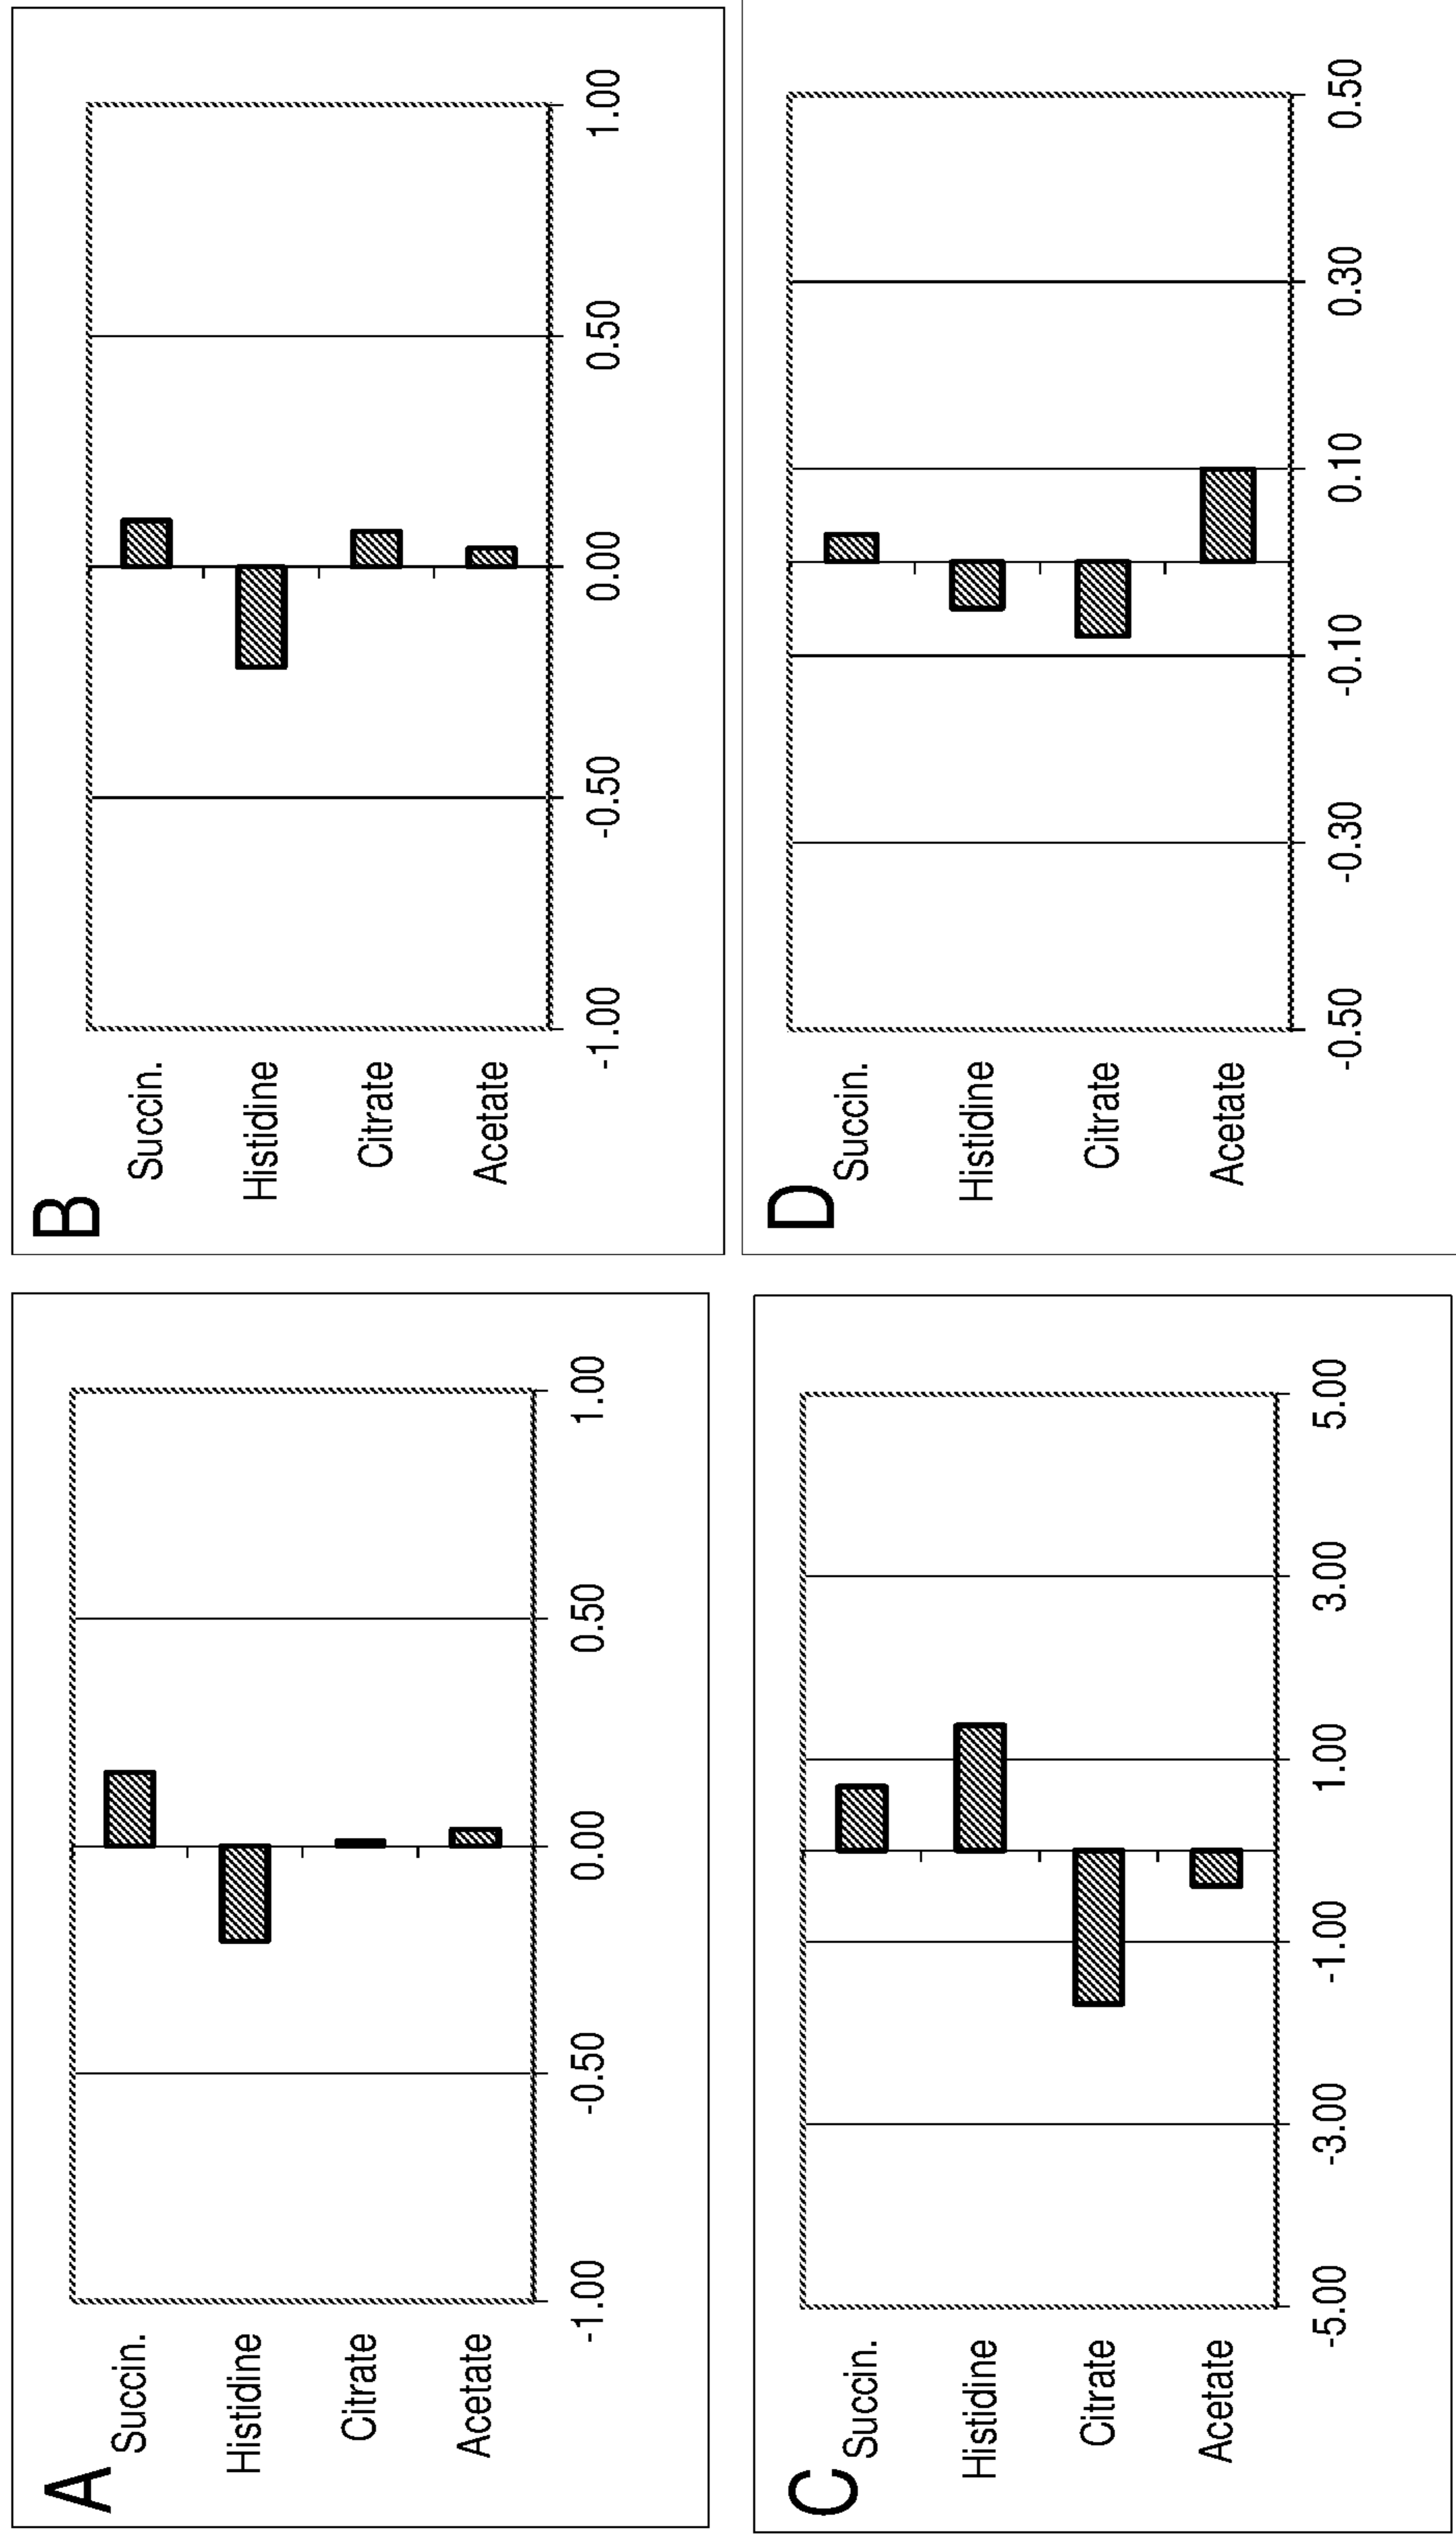 A
Succin.
Histidine
Citrate
Acetate
-1.00
-0.50
0.00
0.50
1.00
B
Succin.
Histidine
Citrate
Acetate
-1.00
-0.50
0.00
0.50
1.00
C
Succin.
Histidine
Citrate
Acetate
-5.00
-3.00
-1.00
1.00
3.00
5.00
D
Succin.
Histidine
Citrate
Acetate
-0.50
-0.30
-0.10
0.10
0.30
0.50